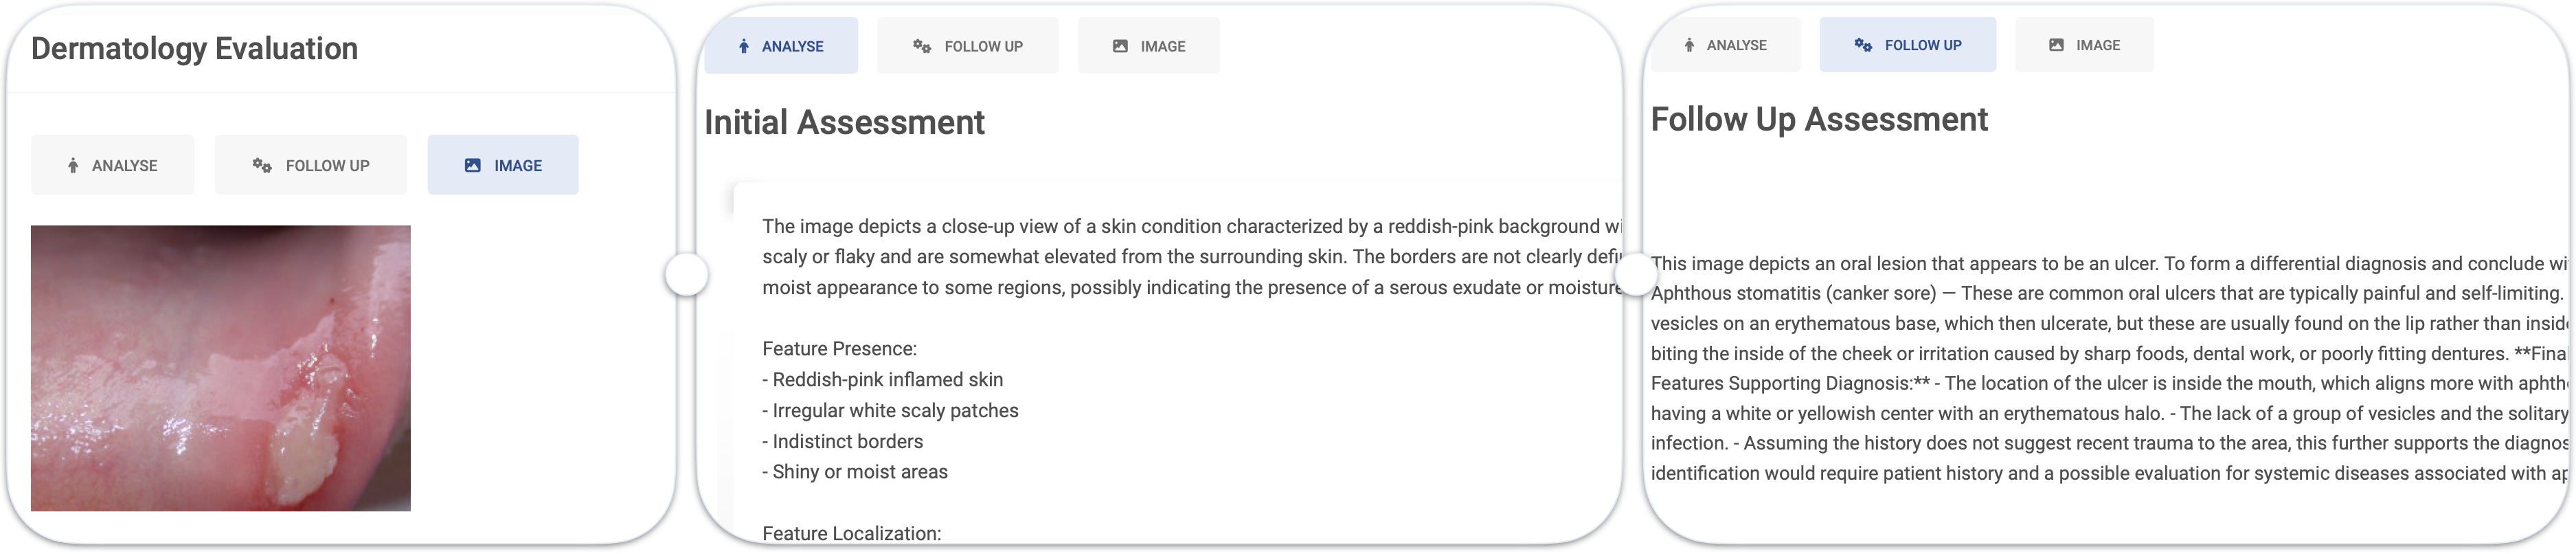 Dermatology Evaluation
ANALYSE
FOLLOW UP
IMAGE
ANALYSE
FOLLOW UP
IMAGE
Initial Assessment
The image depicts a close-up view of a skin condition characterized by a reddish-pink background
scaly or flaky and are somewhat elevated from the surrounding skin. The borders are not clearly
moist appearance to some regions, possibly indicating the presence of a serous exudate or moisture
Feature Presence:
- Reddish-pink inflamed skin
- Irregular white scaly patches
- Indistinct borders
- Shiny or moist areas
Feature Localization:
ANALYSE
FOLLOW UP
IMAGE
Follow Up Assessment
This image depicts an oral lesion that appears to be an ulcer. To form a differential diagnosis and conclude
Aphthous stomatitis (canker sore) — These are common oral ulcers that are typically painful and self-limiting.
vesicles on an erythematous base, which then ulcerate, but these are usually found on the lip rather than
biting the inside of the cheek or irritation caused by sharp foods, dental work, or poorly fitting dentures. **Final
Features Supporting Diagnosis:** - The location of the ulcer is inside the mouth, which aligns more with
having a white or yellowish center with an erythematous halo. - The lack of a group of vesicles and the solitary
infection. - Assuming the history does not suggest recent trauma to the area, this further supports the
identification would require patient history and a possible evaluation for systemic diseases associated with